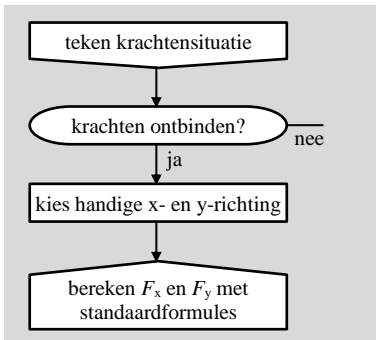 teken krachtensituatie
krachten ontbinden?
nee
ja
kies handige x- en y-richting
bereken Fx en Fy met
standaardformules